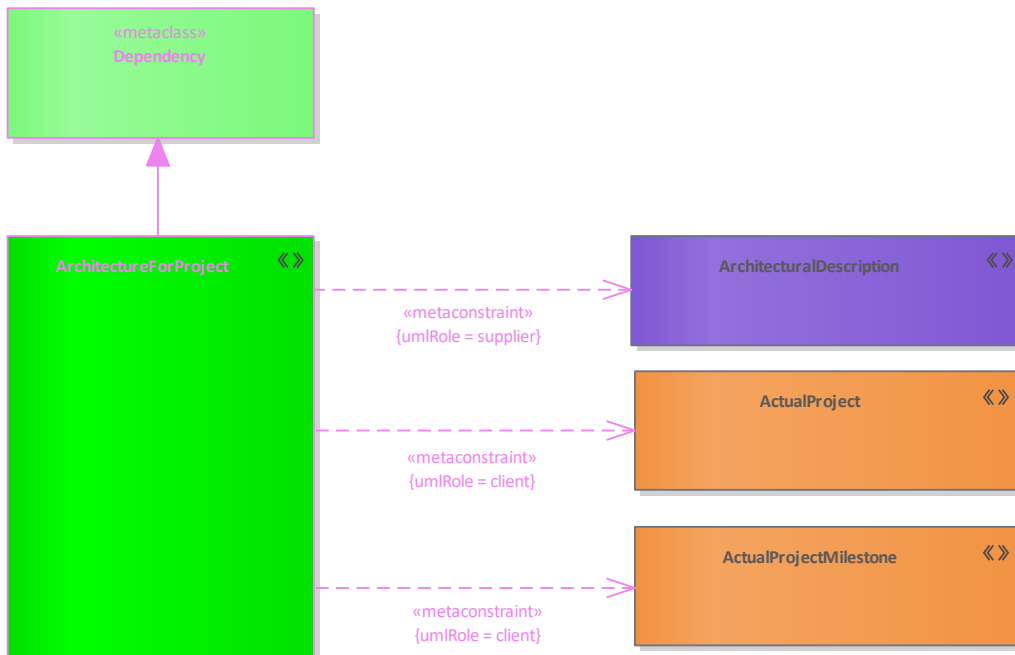 «metaclass»
Dependency
ArchitectureForProject «»
ArchitecturalDescription «»
«metaconstraint»
{umlRole = supplier}
ActualProject «»
«metaconstraint»
{umlRole = client}
ActualProjectMilestone «»
«metaconstraint»
{umlRole = client}